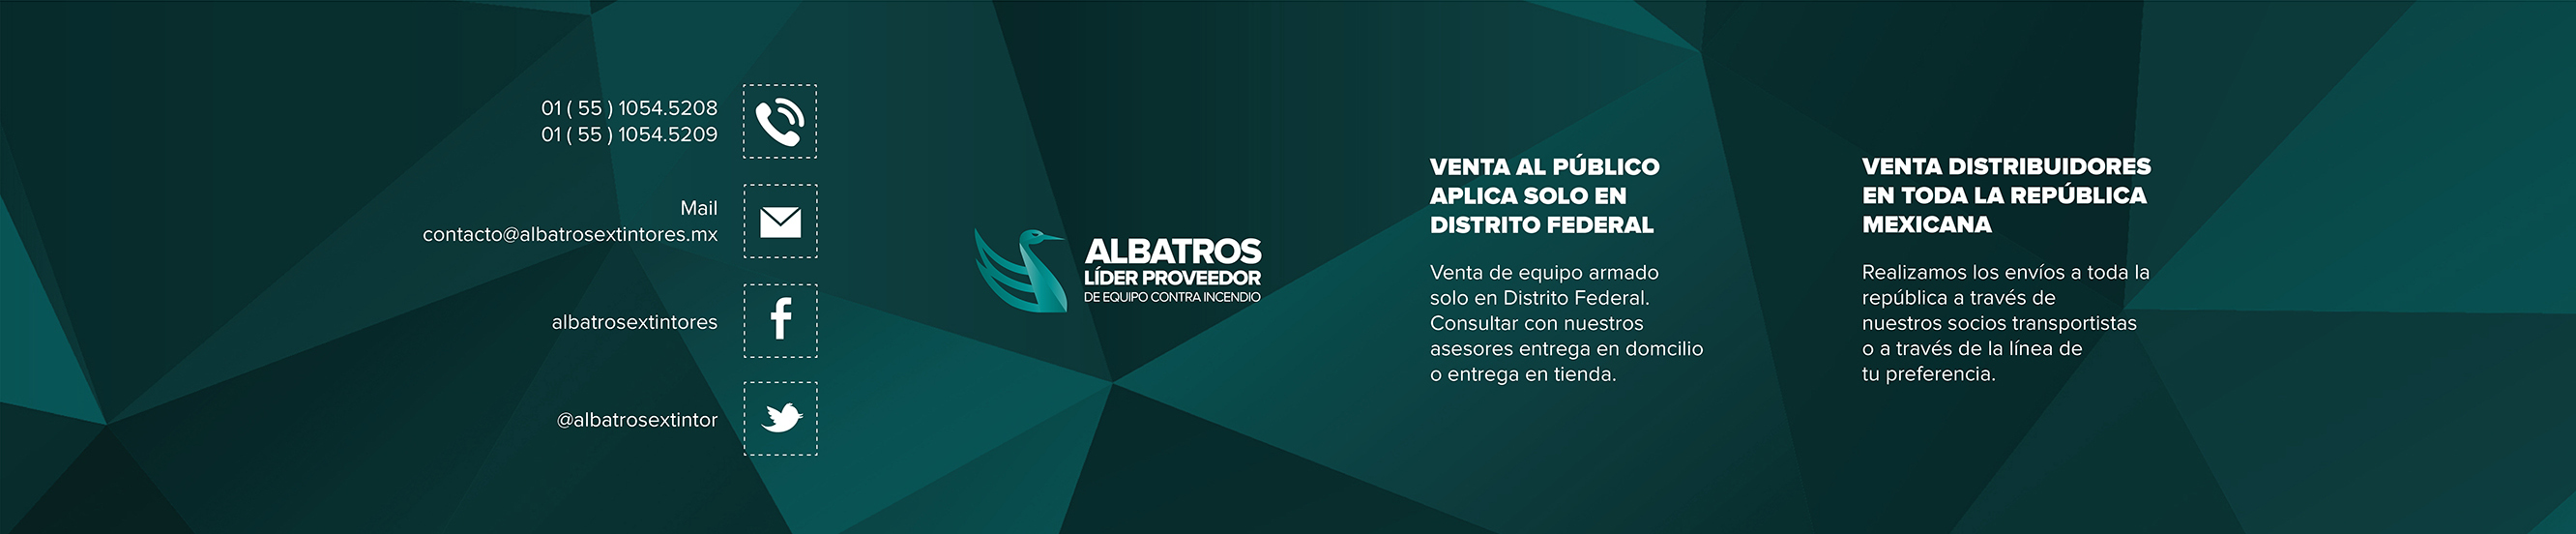 01 ( 55 ) 1054.5208
01 ( 55 ) 1054.5209
Mail
contacto@albatrosextintores.mx
albatrosextintores
@albatrosextintor
ALBATROS
LÍDER PROVEEDOR
DE EQUIPO CONTRA INCENDIO
VENTA AL PÚBLICO
APLICA SOLO EN
DISTRITO FEDERAL
Venta de equipo armado
solo en Distrito Federal.
Consultar con nuestros
asesores entrega en domcilio
o entrega en tienda.
VENTA DISTRIBUIDORES
EN TODA LA REPÚBLICA
MEXICANA
Realizamos los envíos a toda la
república a través de
nuestros socios transportistas
o a través de la línea de
tu preferencia.